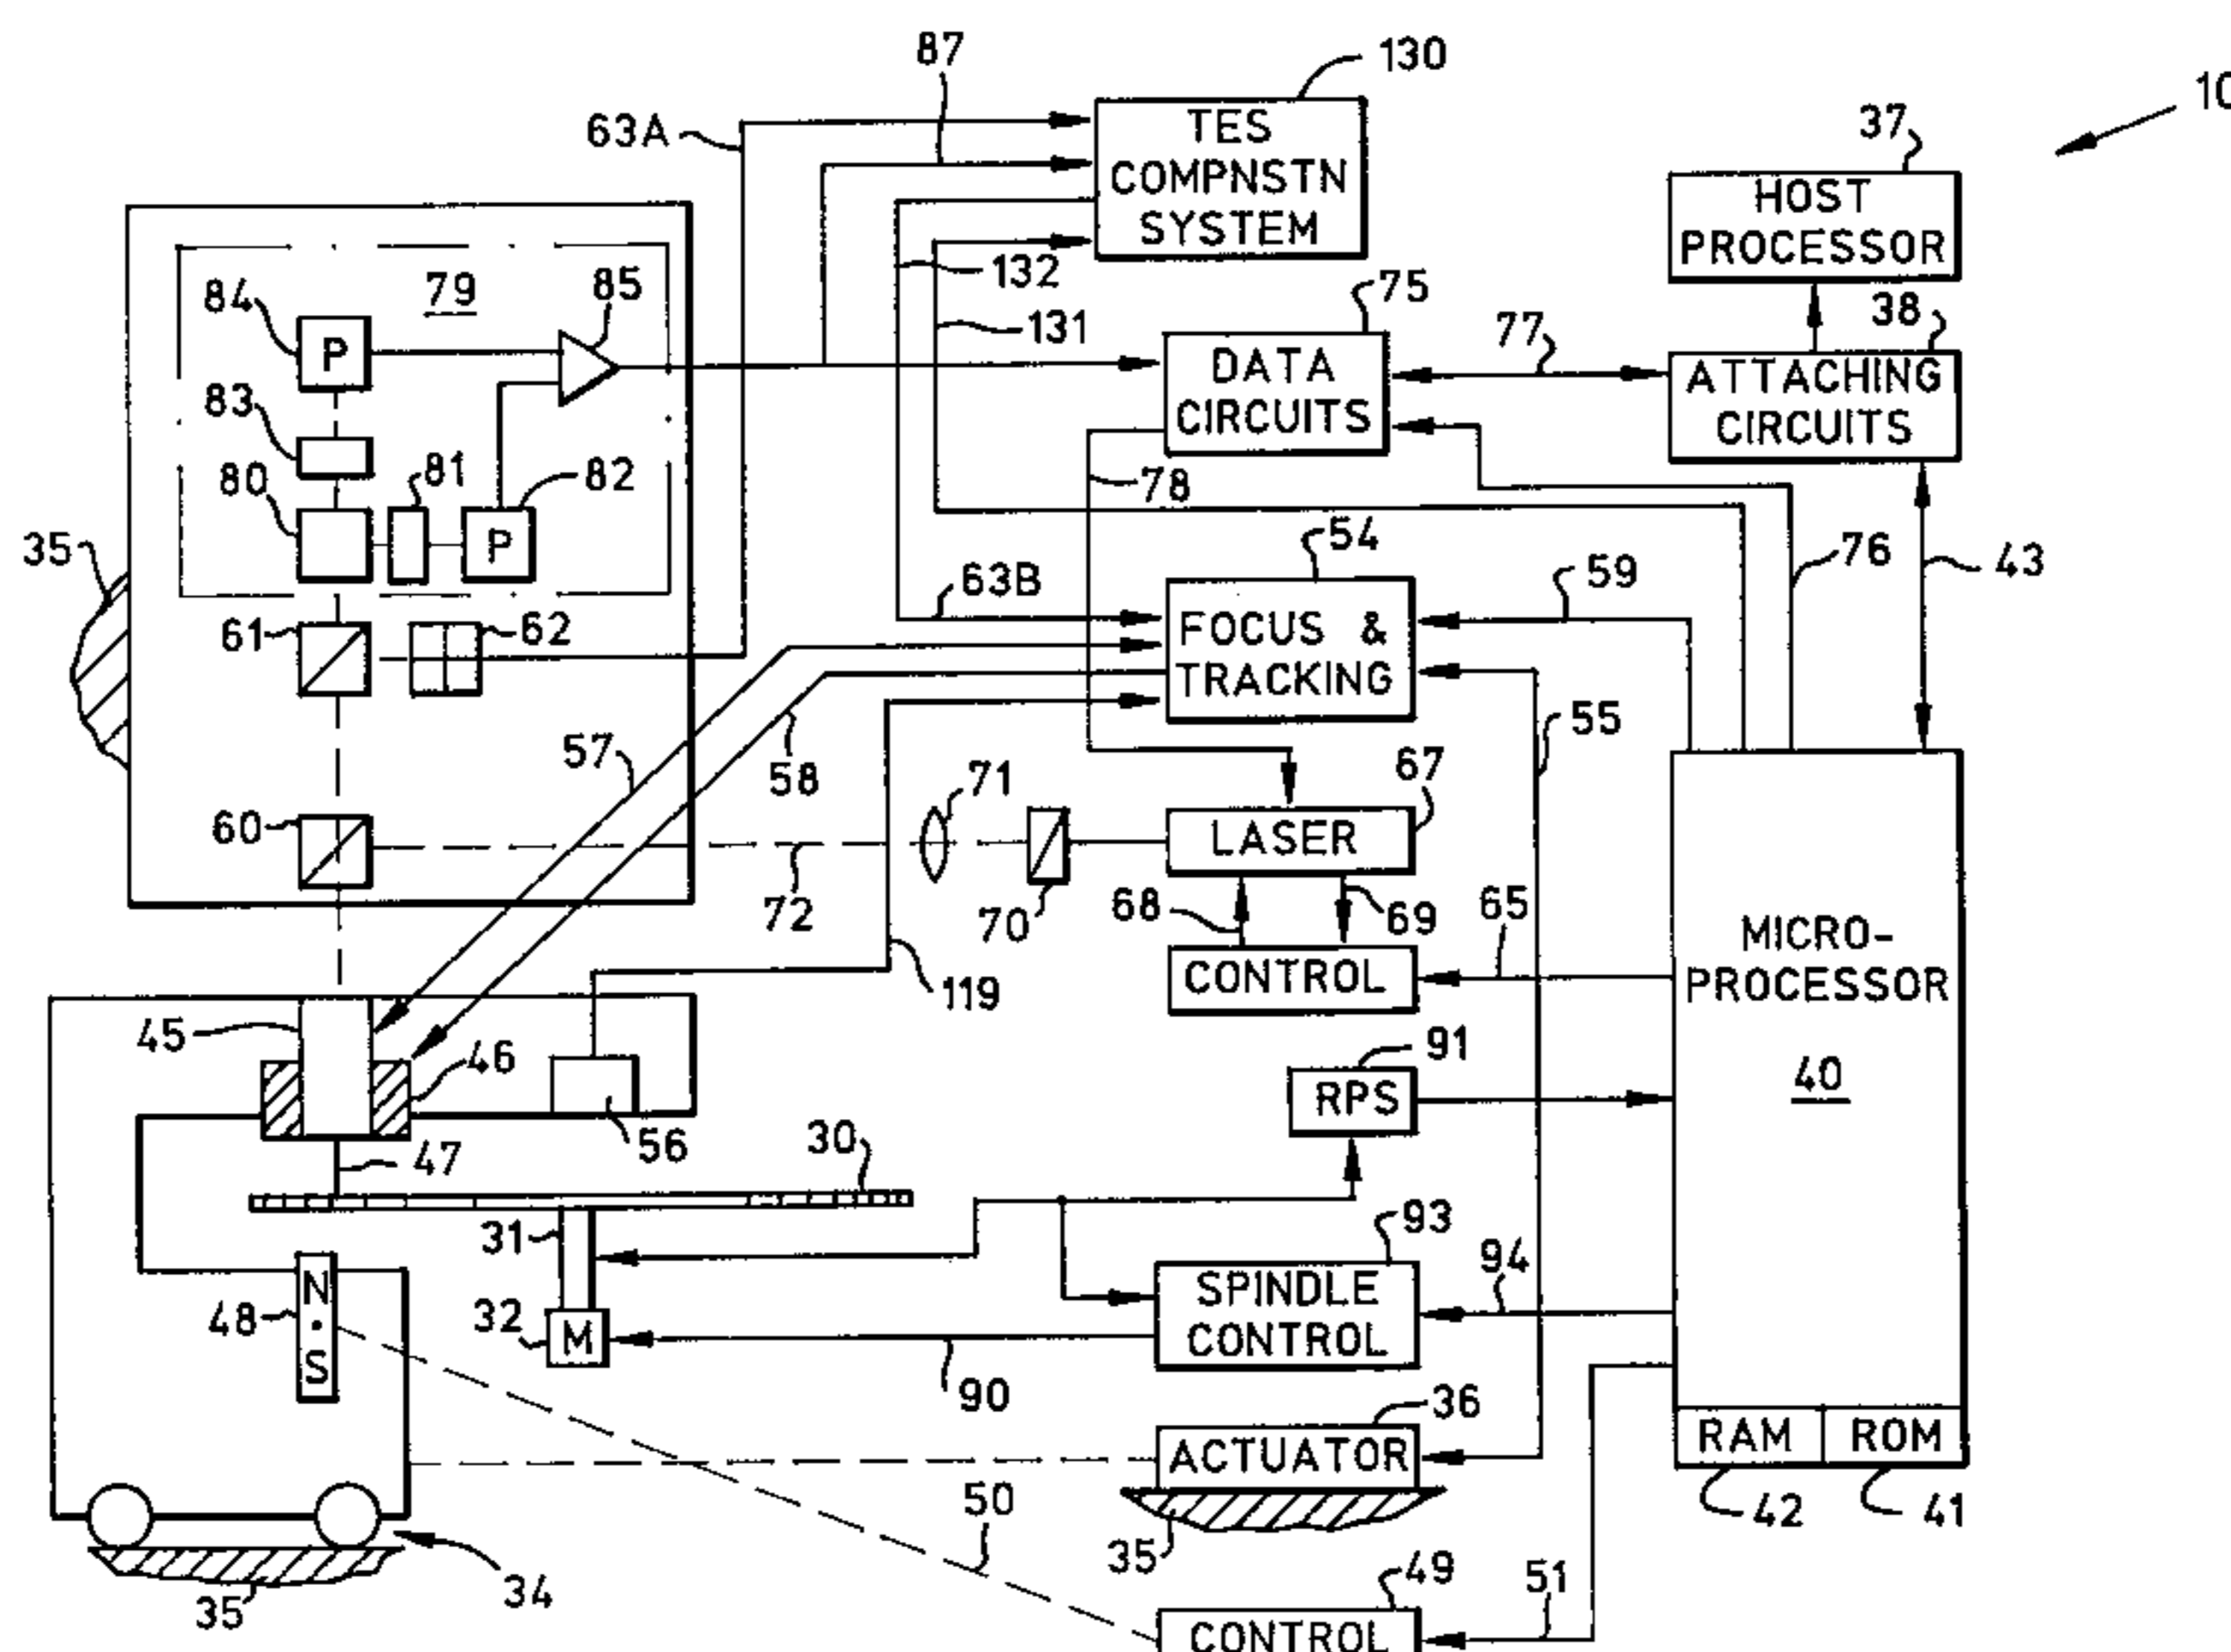 87
130
10
63A
TES
COMPNSTN
SYSTEM
37
HOST
PROCESSOR
84
79
85
132
75
38
P
131
77
DATA
CIRCUITS
ATTACHING
CIRCUITS
83
80
81
82
78
P
35
54
59
76
43
63B
61
62
FOCUS &
TRACKING
57
58
55
71
67
60
LASER
72
70
68
69
65
MICRO-
PROCESSOR
CONTROL
119
45
46
91
40
RPS
56
30
47
31
93
94
N
S
48
32
M
SPINDLE
CONTROL
90
36
ACTUATOR
RAM
ROM
50
35
42
41
34
35
49
51
CONTROL